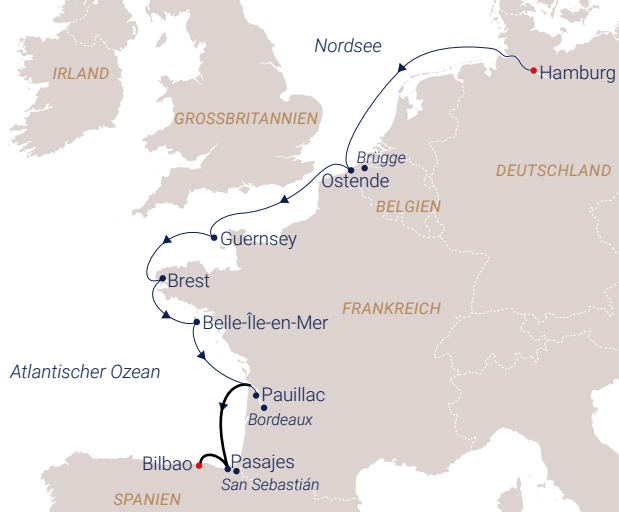 Nordsee
IRLAND
Hamburg
GROSSBRITANNIEN
Brügge
DEUTSCHLAND
Ostende
BELGIEN
Guernsey
Brest
FRANKREICH
Belle-Île-en-Mer
Atlantischer Ozean
Pauillac
Bordeaux
Bilbao
Pasajes
San Sebastián
SPANIEN